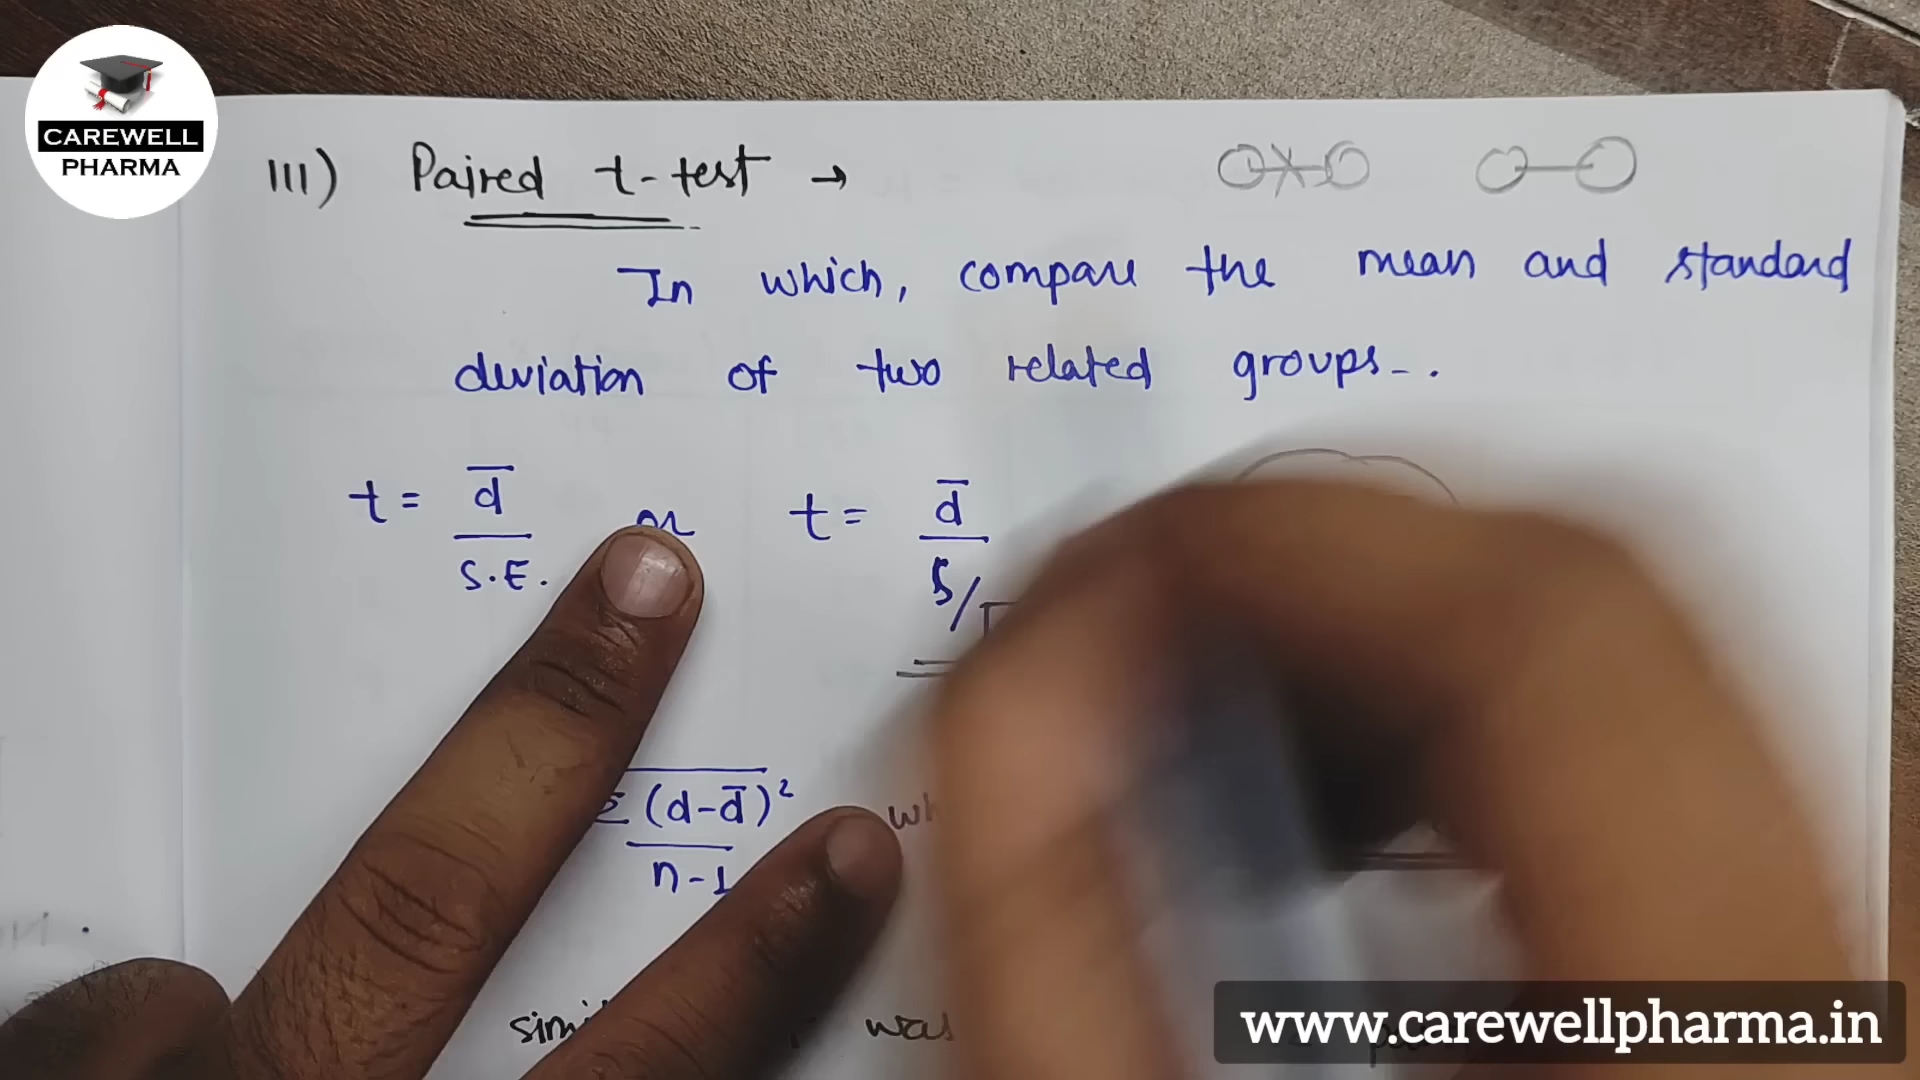 CAREWELL
PHARMA
III) Paired t-test →
In which, compare the mean and standard
deviation of two related groups-.
t = d̅ / S.E. or t = d̅ / S/√
Σ (d-d̅)²
n-1
was
www.carewellpharma.in